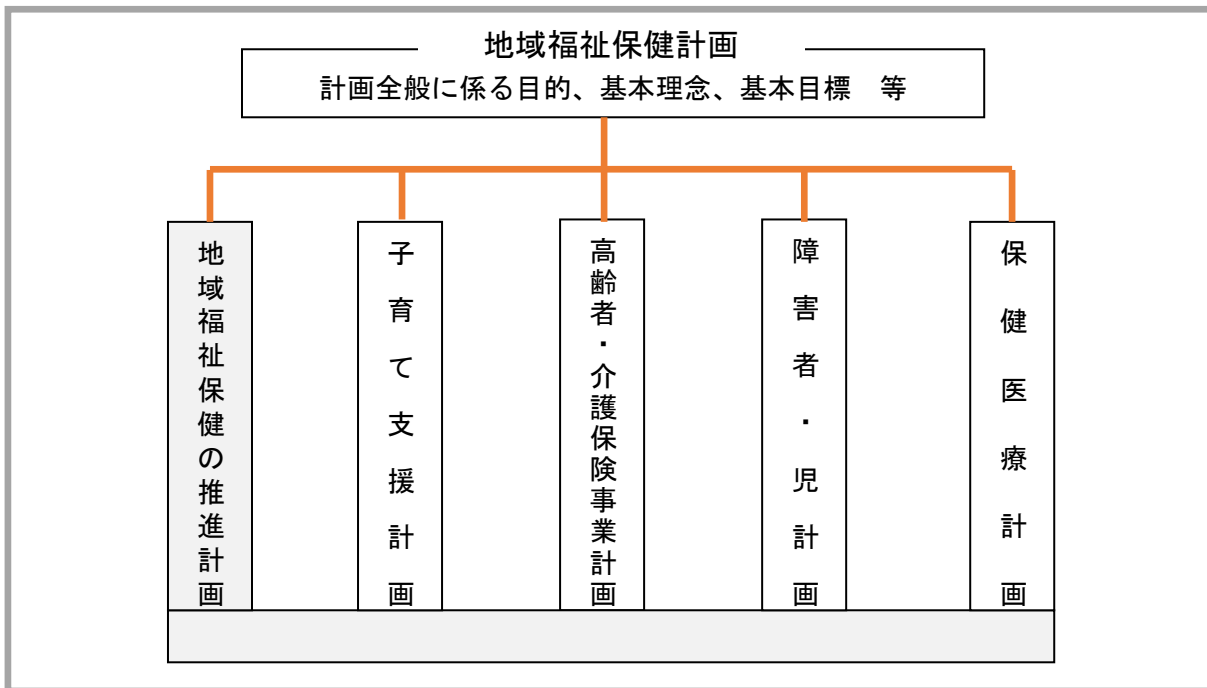 地域福祉保健計画
計画全般に係る目的、基本理念、基本目標　等
地域福祉保健の推進計画
子育て支援計画
高齢者・介護保険事業計画
障害者・児計画
保健医療計画